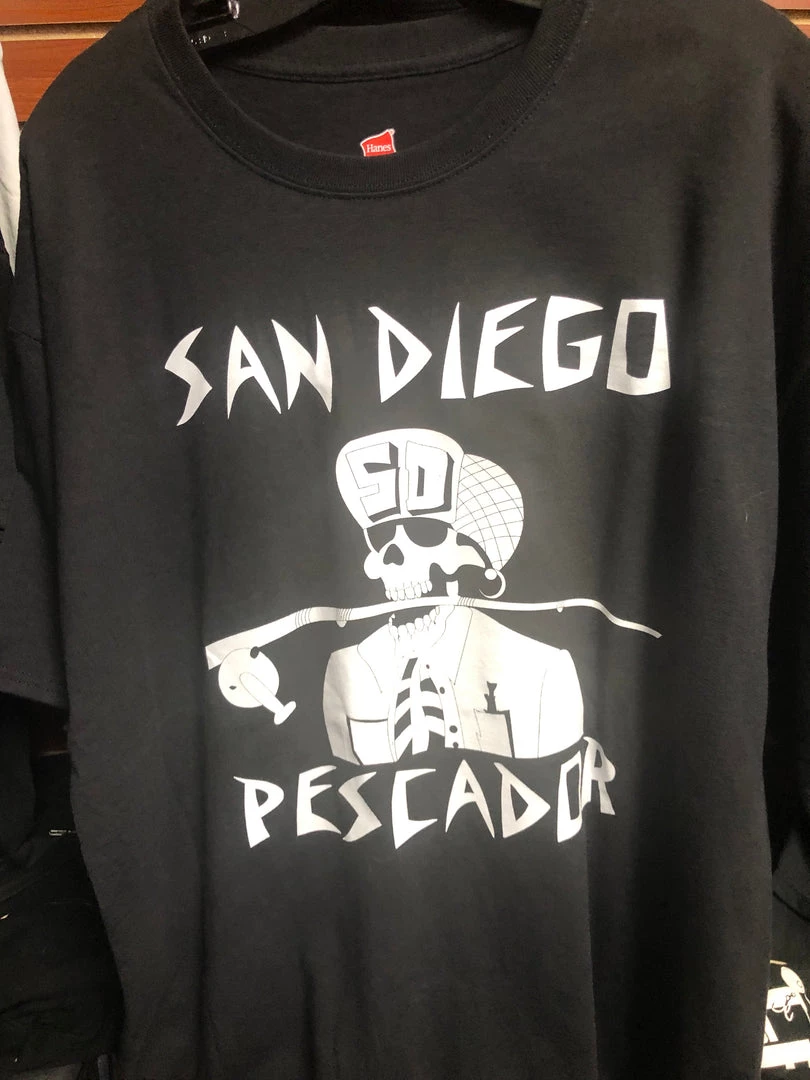 Hanes
SAN DIEGO
SD
PESCADOR